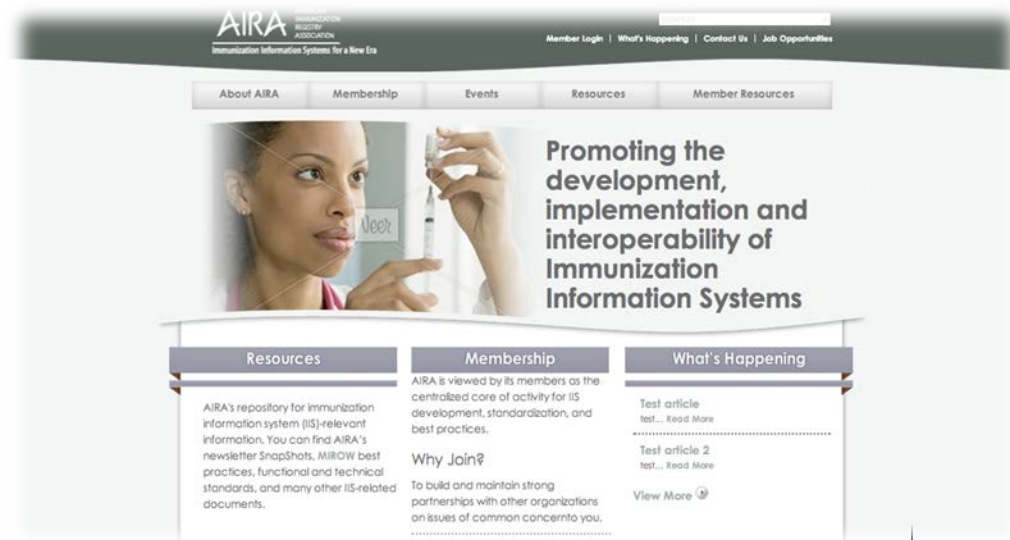 AIRA
AMERICAN
IMMUNIZATION
REGISTRY
ASSOCIATION
Immunization Information Systems for a New Era
Member Login | What's Happening | Contact Us | Job Opportunities
About AIRA
Membership
Events
Resources
Member Resources
Promoting the
development,
implementation and
interoperability of
Immunization
Information Systems
Resources
AIRA's repository for immunization
information system (IIS)-relevant
information. You can find AIRA's
newsletter SnapShots, MIROW best
practices, functional and technical
standards, and many other IIS-related
documents.
Membership
AIRA is viewed by its members as the
centralized core of activity for IIS
development, standardization, and
best practices.
Why Join?
To build and maintain strong
partnerships with other organizations
on issues of common concernto you.
What's Happening
Test article
test... Read More
Test article 2
test... Read More
View More